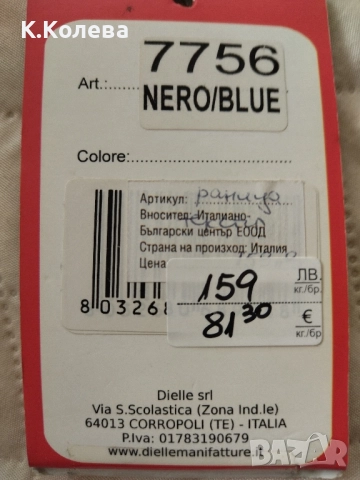 К.Колева
7756
Art.:
NERO/BLUE
Colore:
Артикул: раница
Вносител: Италиано-
Български център ЕООД
Страна на произход: Италия
Цена
159 ЛВ.
кг./бр.
81 30 €
кг./бр.
80326
Dielle srl
Via S.Scolastica (Zona Ind.le)
64013 CORROPOLI (TE) - ITALIA
P.Iva: 01783190679
www.diellemanifatture.it
BAZAR